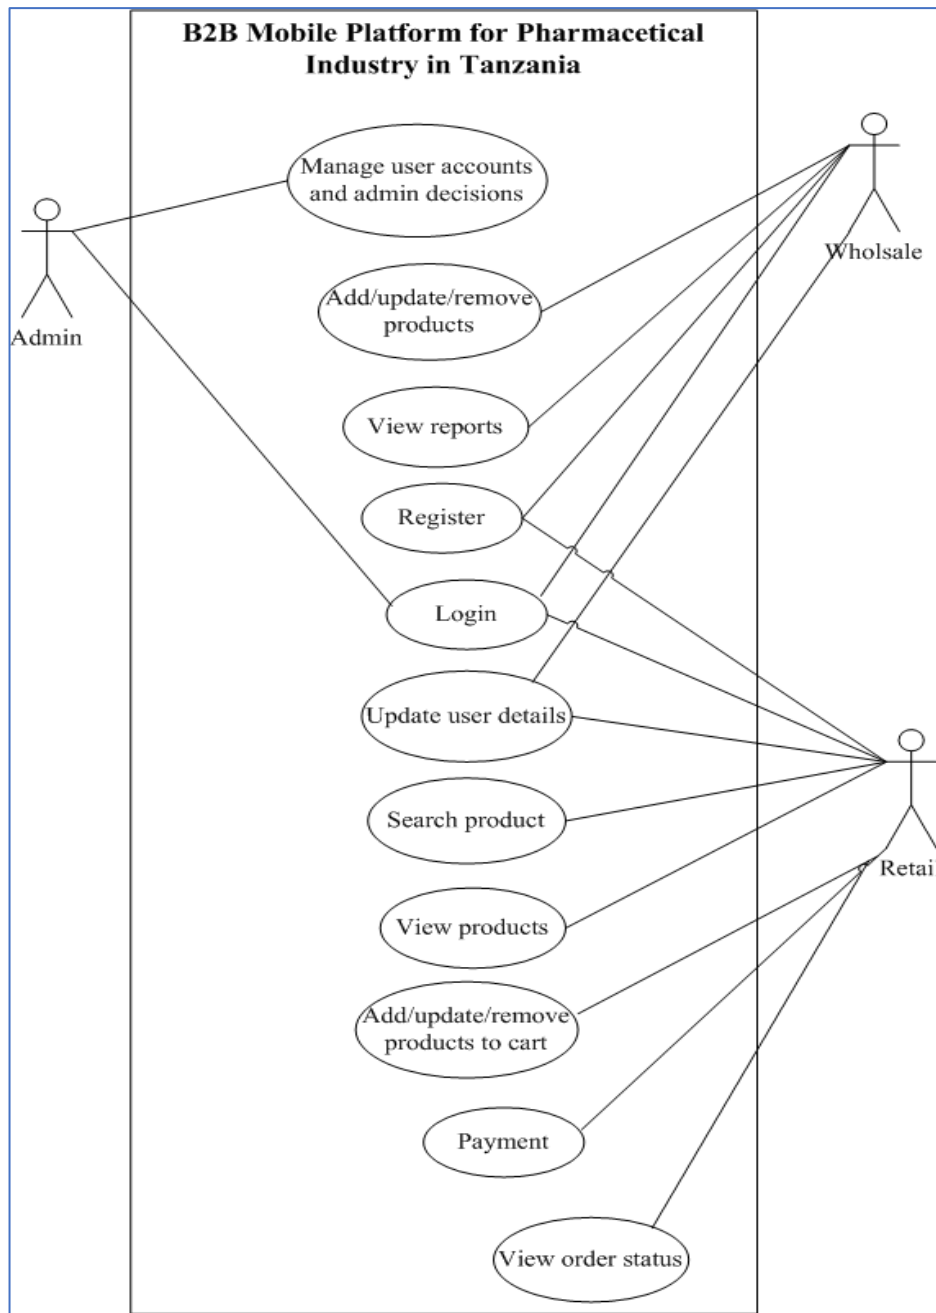 B2B Mobile Platform for Pharmacetical
Industry in Tanzania
Manage user accounts
and admin decisions
Admin
Wholsale
Add/update/remove
products
View reports
Register
Login
Update user details
Search product
Retail
View products
Add/update/remove
products to cart
Payment
View order status